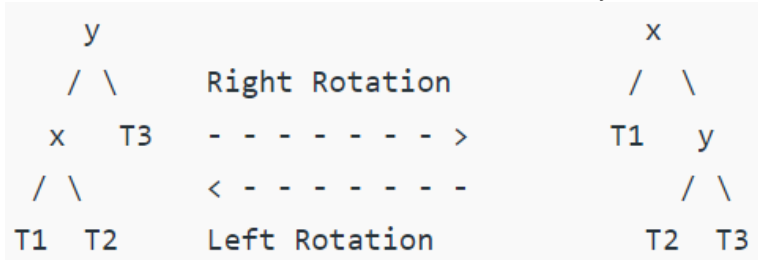 y x
/ \ Right Rotation / \
x T3 - - - - - - - > T1 y
/ \ < - - - - - - - / \
T1 T2 Left Rotation T2 T3